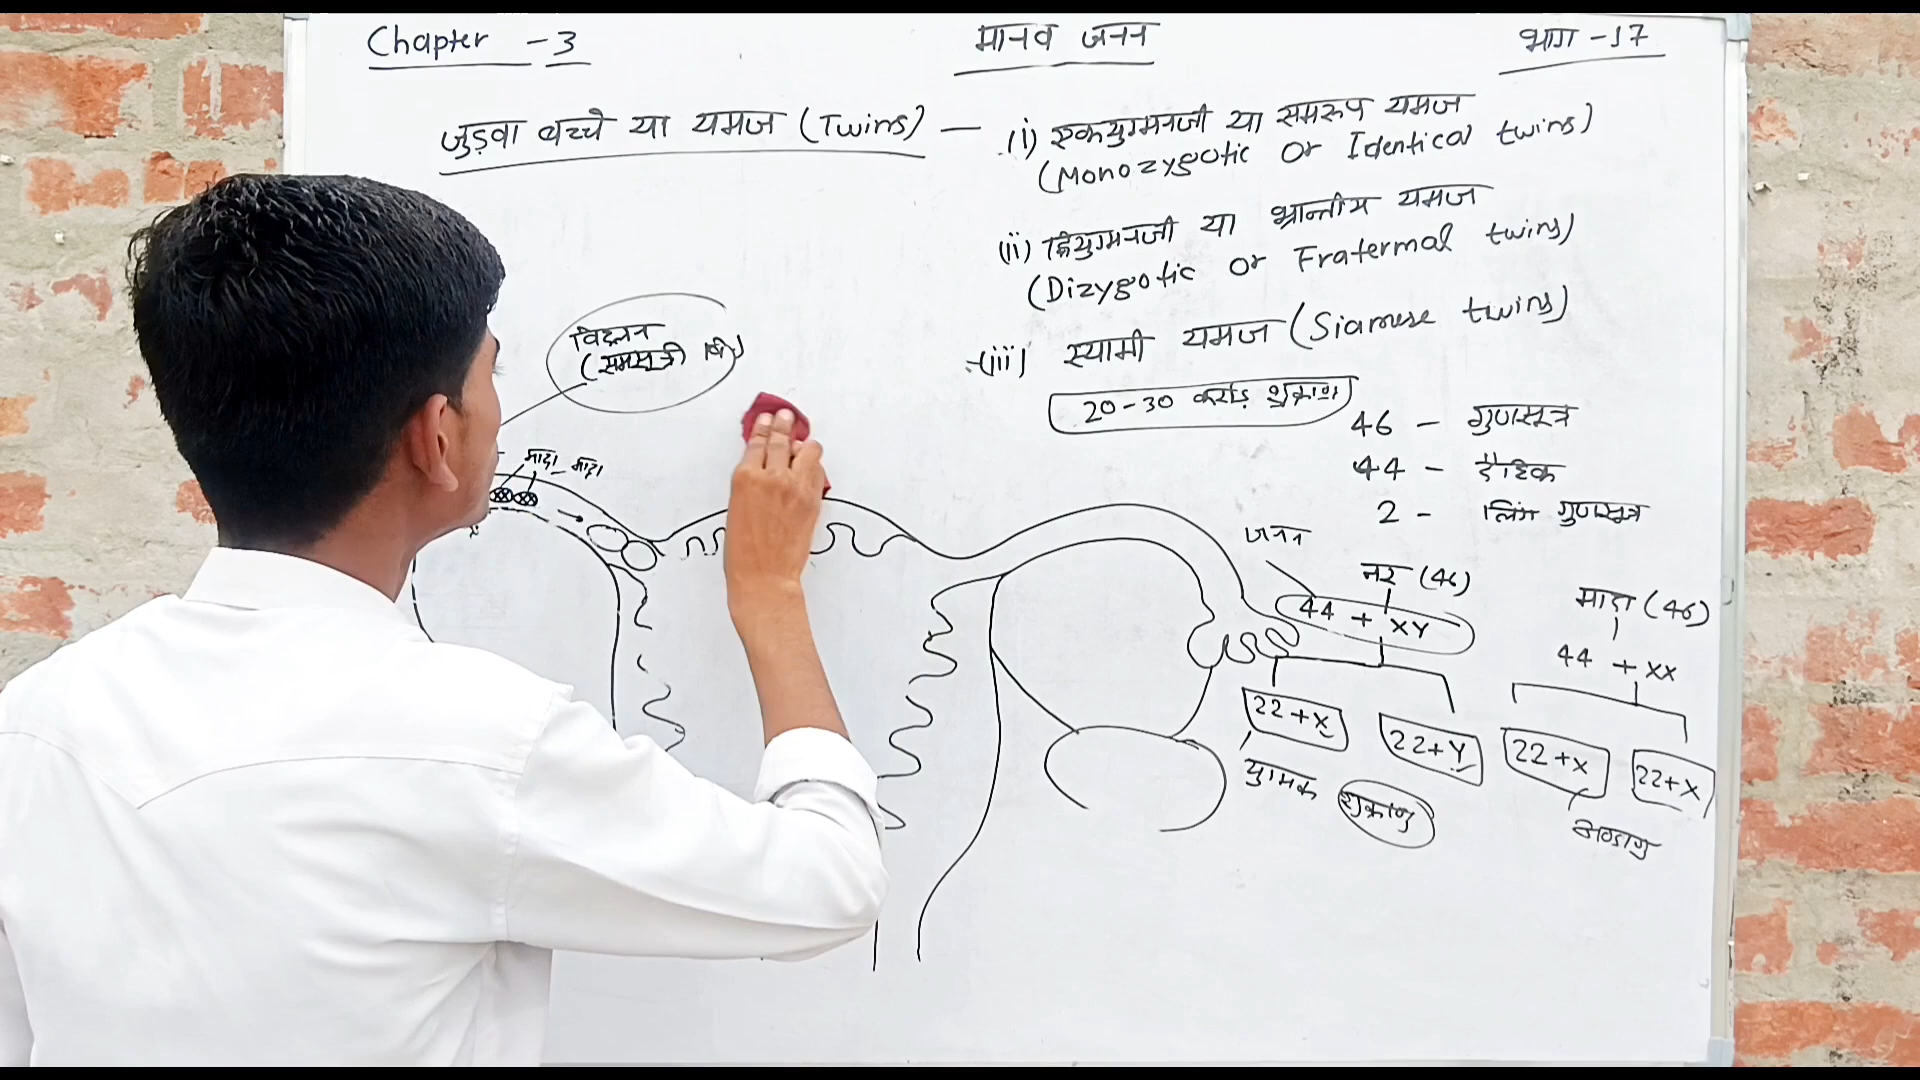 Chapter - 3
मानव जनन
भाग - 17
जुड़वा बच्चे या यमज (Twins) —
(i) एकयुग्मनजी या समरूप यमज
(Monozygotic Or Identical twins)
(ii) द्वियुग्मनजी या भ्रान्तीय यमज
(Dizygotic or Fratermal twins)
(iii) स्यामी यमज (Siamese twins)
20-30 करोड़ शुक्राणु
46 - गुणसूत्र
44 - दैहिक
2 - लिंग गुणसूत्र
विदलन
(समसूत्री वि.)
मादा मादा
जनन
नर (46)
44 + XY
22+X
22+Y
युग्मक
शुक्राणु
माद्रा (46)
44 + XX
22+X
22+X
अण्डाणु